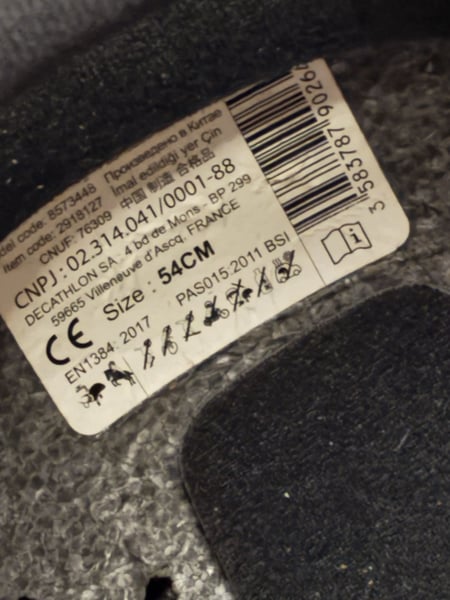 del code: 8573448 Произведено в Китае
Item code: 2918127 İmal edildiği yer Çin
CNUF: 76309 中国 制造 合格品
CNPJ : 02.314.041/0001-88
DECATHLON SA - 4 bd de Mons - BP 299
59665 Villeneuve d'Ascq. FRANCE
CE Size : 54CM
EN1384: 2017 PAS015:2011 BSI
3 583787 9026